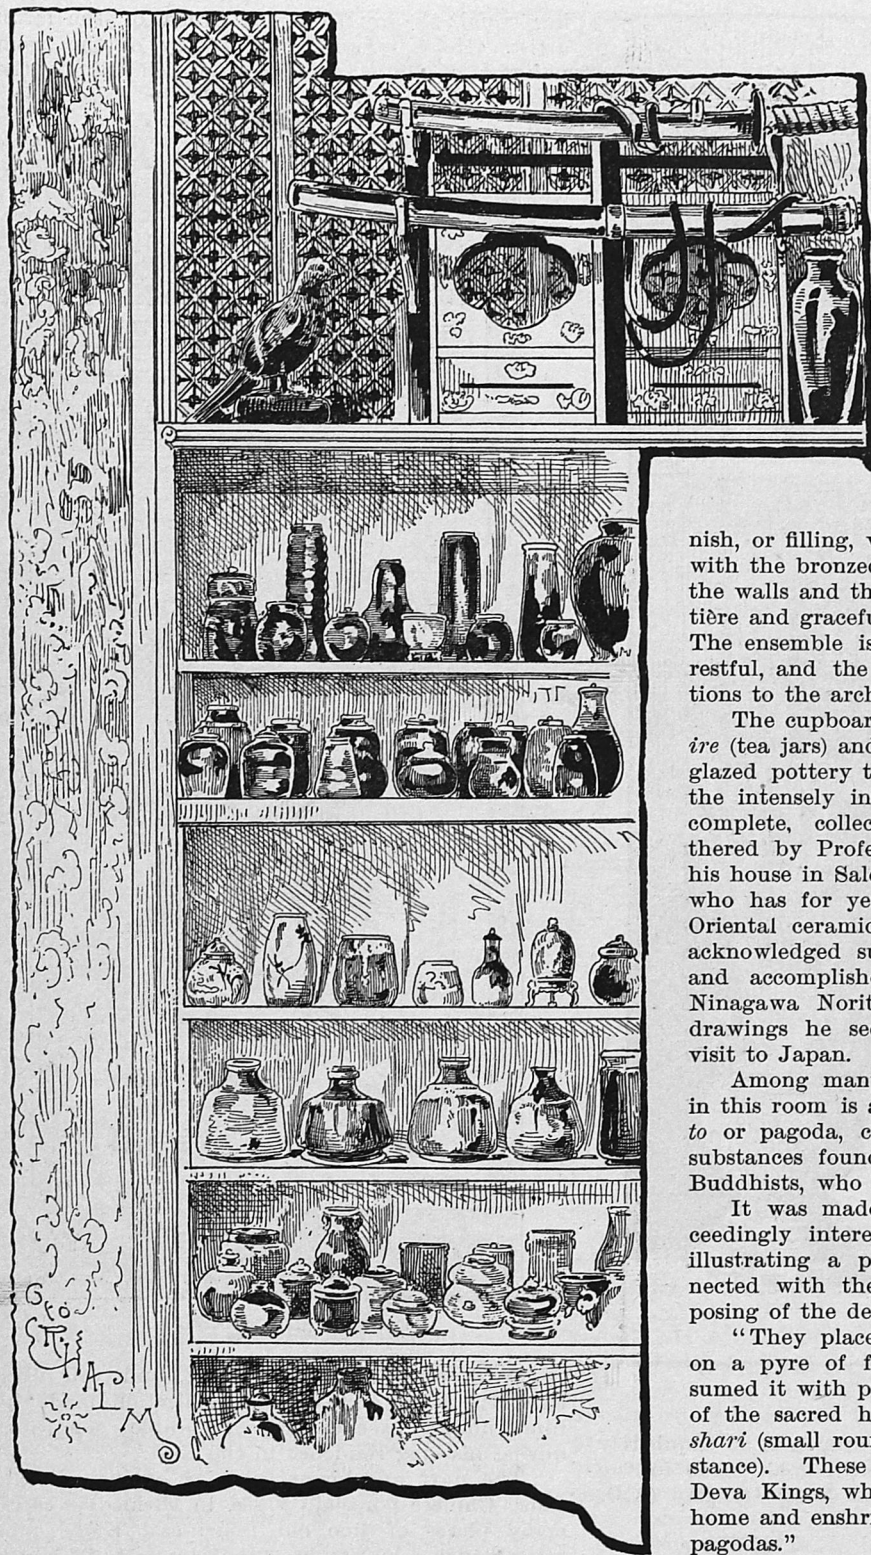 GEO
T. HAL
M
nish, or filling,
with the bronzed
the walls and th
tière and gracefu
The ensemble is
restful, and the
tions to the arch
The cupboar
ire (tea jars) and
glazed pottery t
the intensely in
complete, collec
thered by Profe
his house in Sal
who has for ye
Oriental ceramic
acknowledged su
and accomplishe
Ninagawa Norit
drawings he sec
visit to Japan.
Among man
in this room is a
to or pagoda, c
substances foun
Buddhists, who
It was made
ceedingly intere
illustrating a p
nected with the
posing of the de
"They place
on a pyre of f
sumed it with p
of the sacred h
shari (small rou
stance). These
Deva Kings, wh
home and enshri
pagodas."